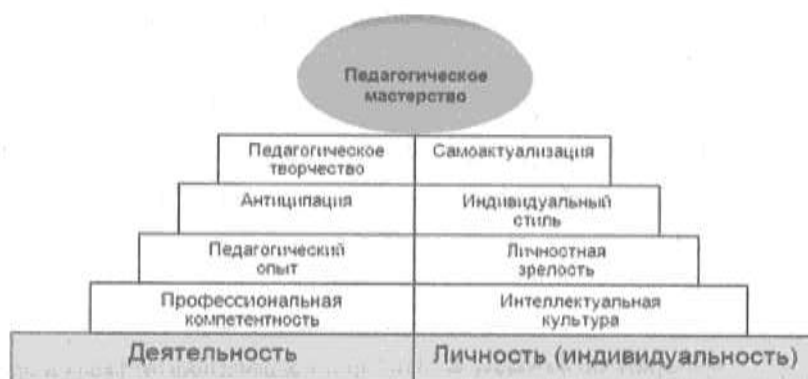 Педагогическое
мастерство
Педагогическое
творчество
Самоактуализация
Антиципация
Индивидуальный
стиль
Педагогический
опыт
Личностная
зрелость
Профессиональная
компетентность
Интеллектуальная
культура
Деятельность
Личность (индивидуальность)